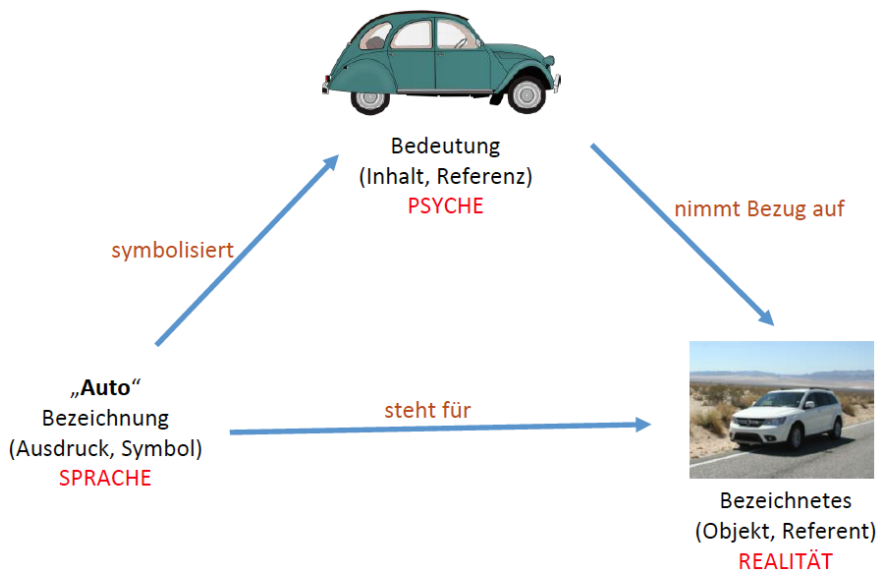 Bedeutung
(Inhalt, Referenz)
PSYCHE
symbolisiert
nimmt Bezug auf
„Auto“
Bezeichnung
(Ausdruck, Symbol)
SPRACHE
steht für
Bezeichnetes
(Objekt, Referent)
REALITÄT